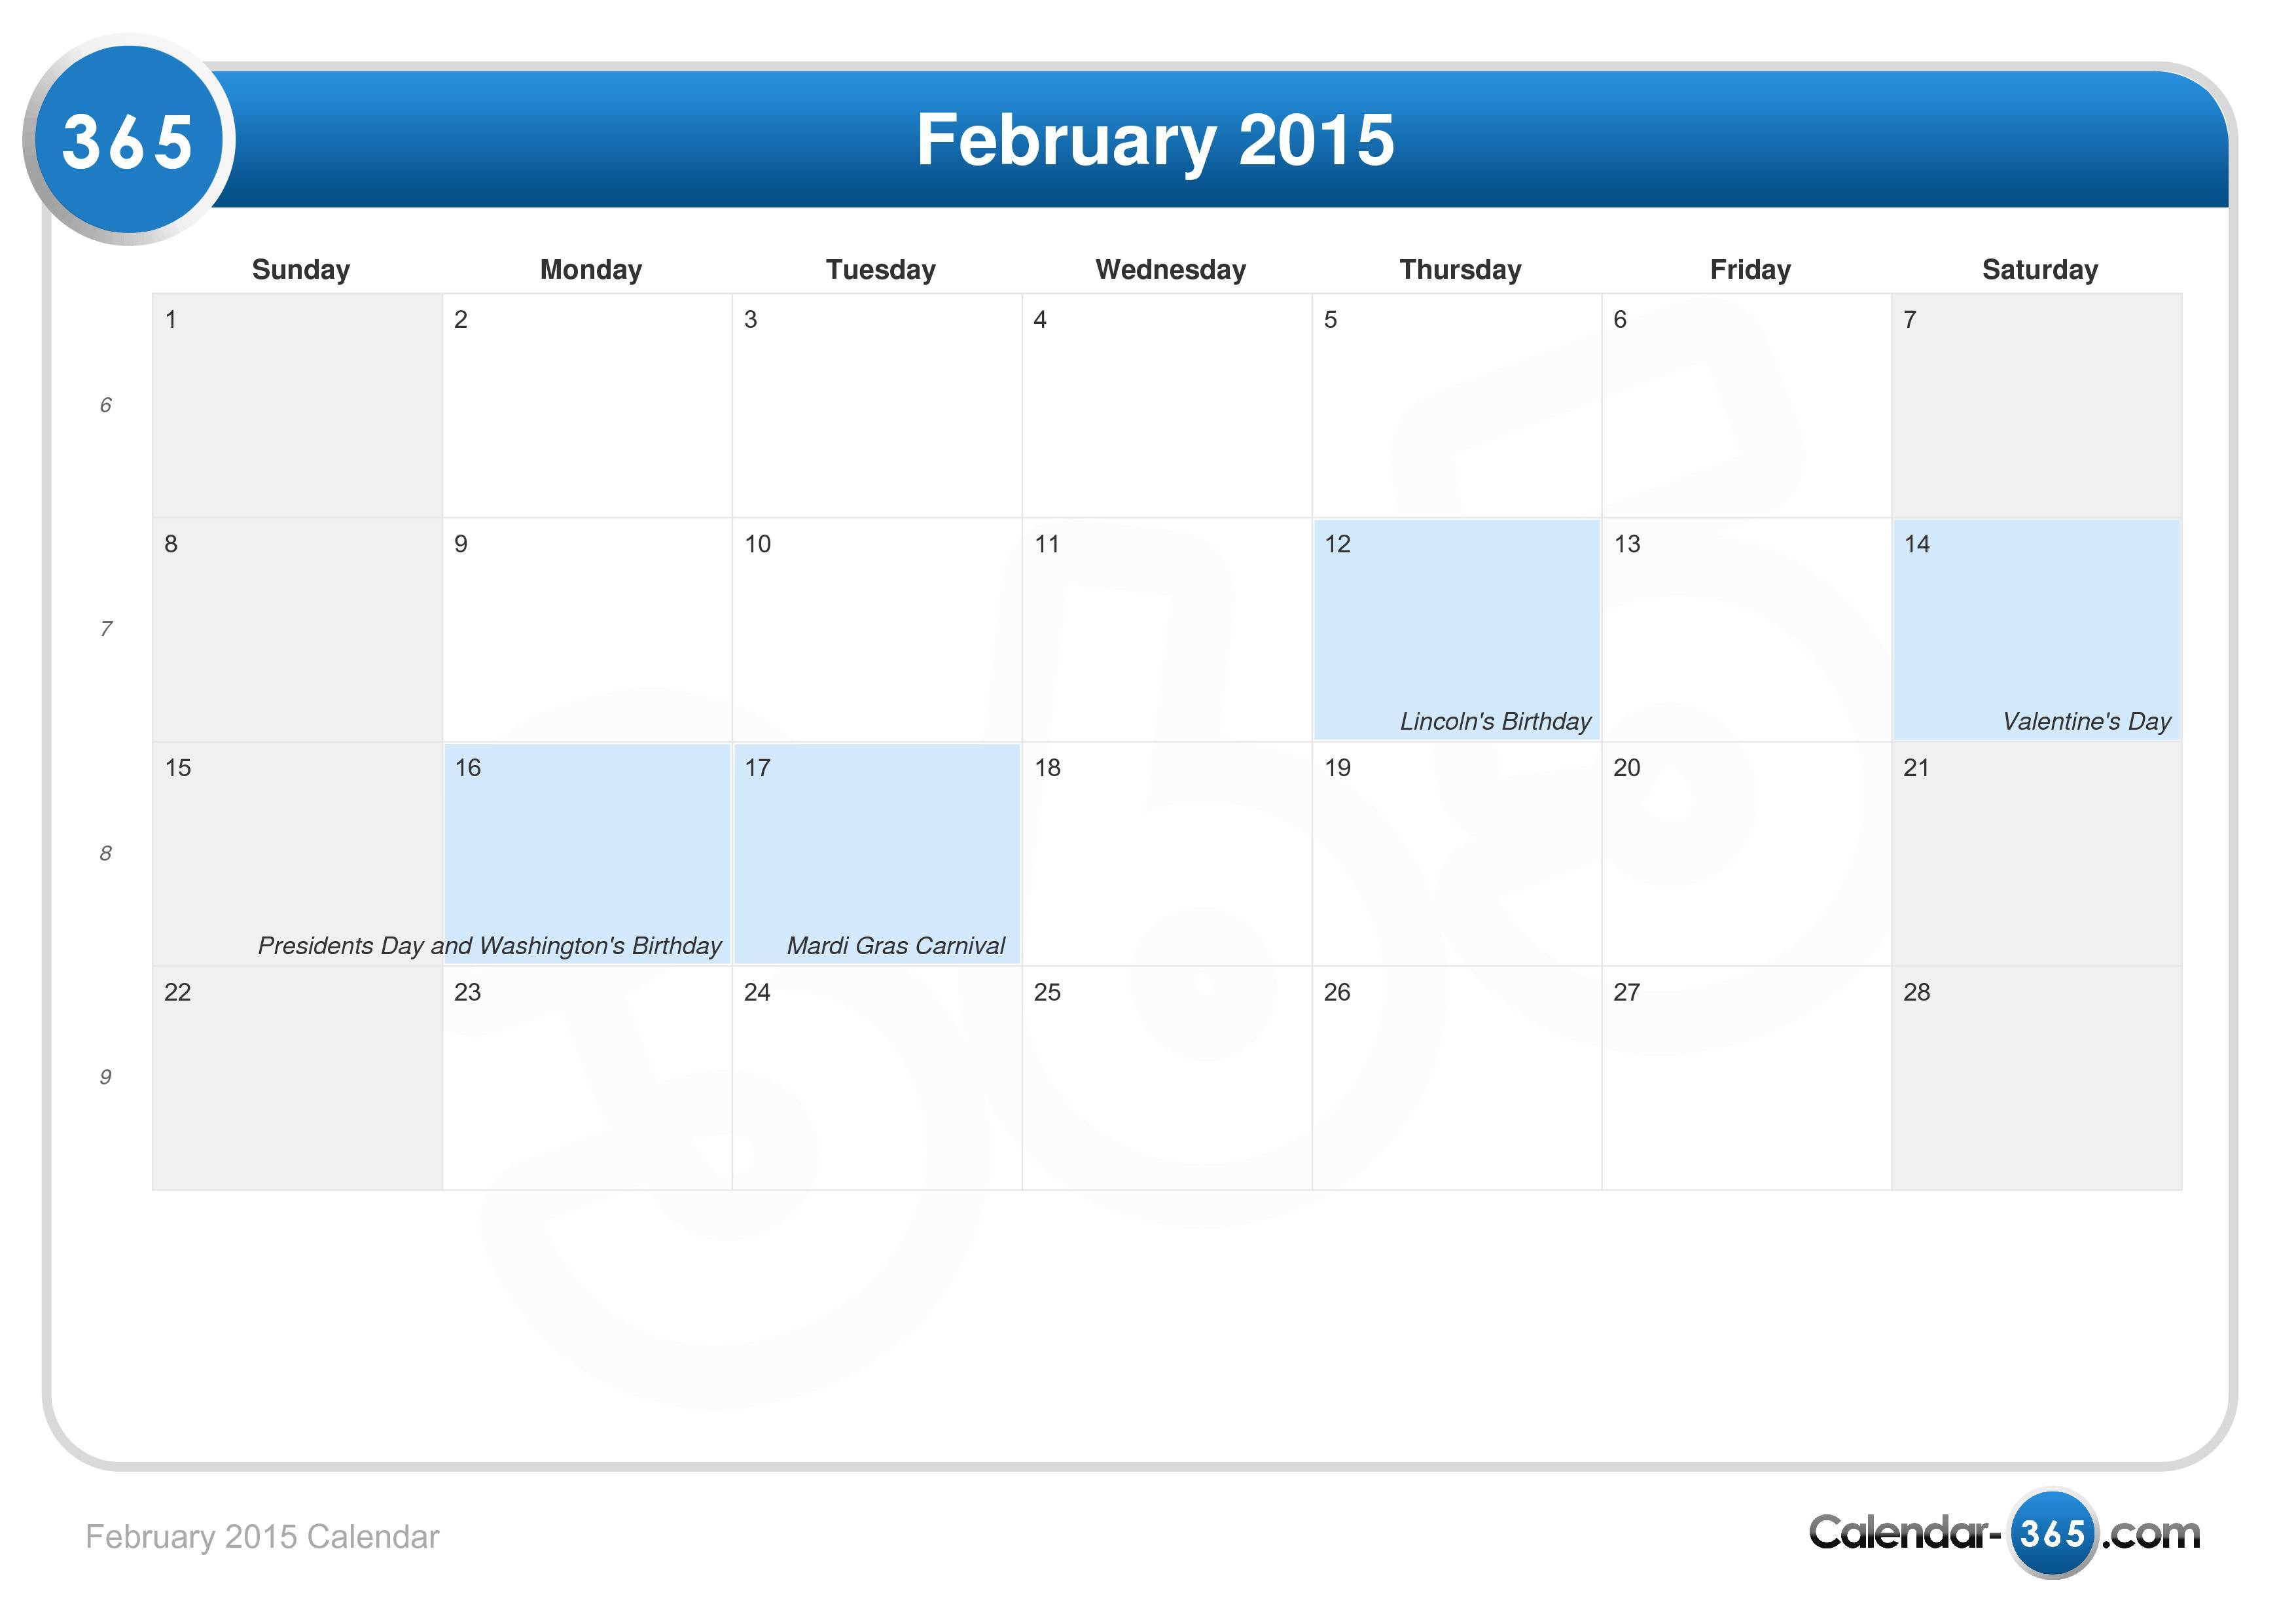 365
February 2015
Sunday Monday Tuesday Wednesday Thursday Friday Saturday
1 2 3 4 5 6 7
6
8 9 10 11 12 13 14
7
Lincoln's Birthday Valentine's Day
15 16 17 18 19 20 21
8
Presidents Day and Washington's Birthday Mardi Gras Carnival
22 23 24 25 26 27 28
9
February 2015 Calendar
Calendar-365.com